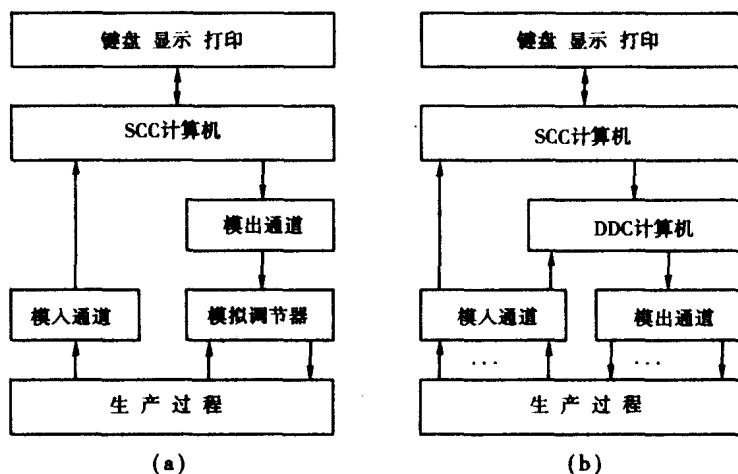 键盘 显示 打印
SCC计算机
模出通道
模入通道
模拟调节器
生产过程
(a)
键盘 显示 打印
SCC计算机
DDC计算机
模入通道
模出通道
...
...
生产过程
(b)